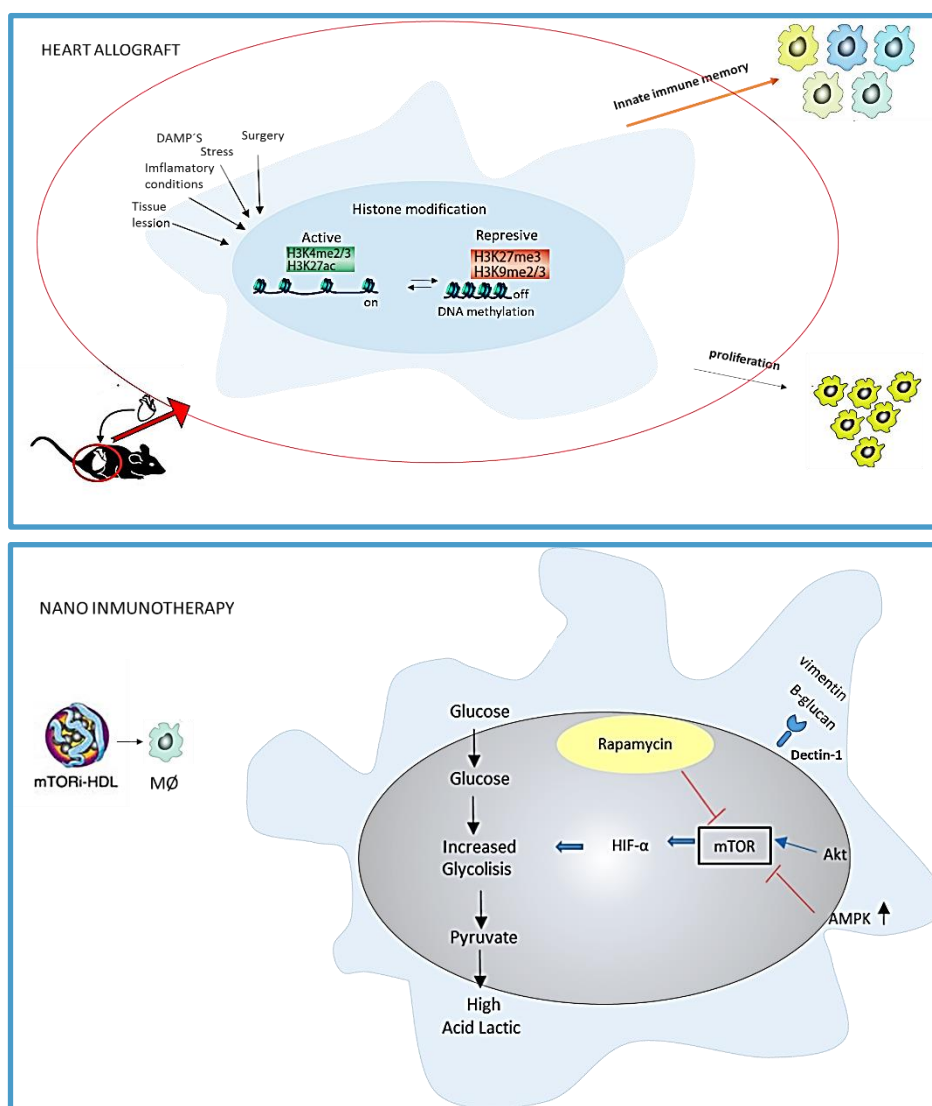 HEART ALLOGRAFT
Innate immune memory
DAMP´S
Surgery
Stress
Imflamatory
conditions
Tissue
lession
Histone modification
Active
H3K4me2/3
H3K27ac
on
Represive
H3K27me3
H3K9me2/3
off
DNA methylation
proliferation
NANO INMUNOTHERAPY
mTORi-HDL
MØ
Glucose
Glucose
Increased
Glycolisis
Pyruvate
High
Acid Lactic
Rapamycin
HIF-α
mTOR
vimentin
B-glucan
Dectin-1
Akt
AMPK